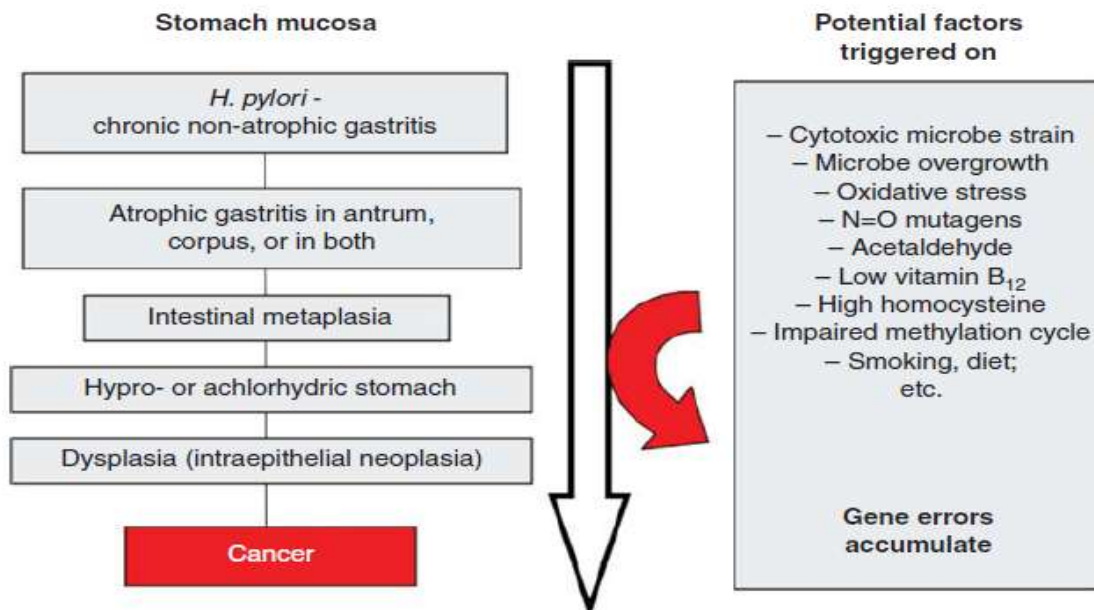 Stomach mucosa
H. pylori -
chronic non-atrophic gastritis
Atrophic gastritis in antrum,
corpus, or in both
Intestinal metaplasia
Hypro- or achlorhydric stomach
Dysplasia (intraepithelial neoplasia)
Cancer
Potential factors
triggered on
– Cytotoxic microbe strain
– Microbe overgrowth
– Oxidative stress
– N=O mutagens
– Acetaldehyde
– Low vitamin B12
– High homocysteine
– Impaired methylation cycle
– Smoking, diet;
etc.
Gene errors
accumulate